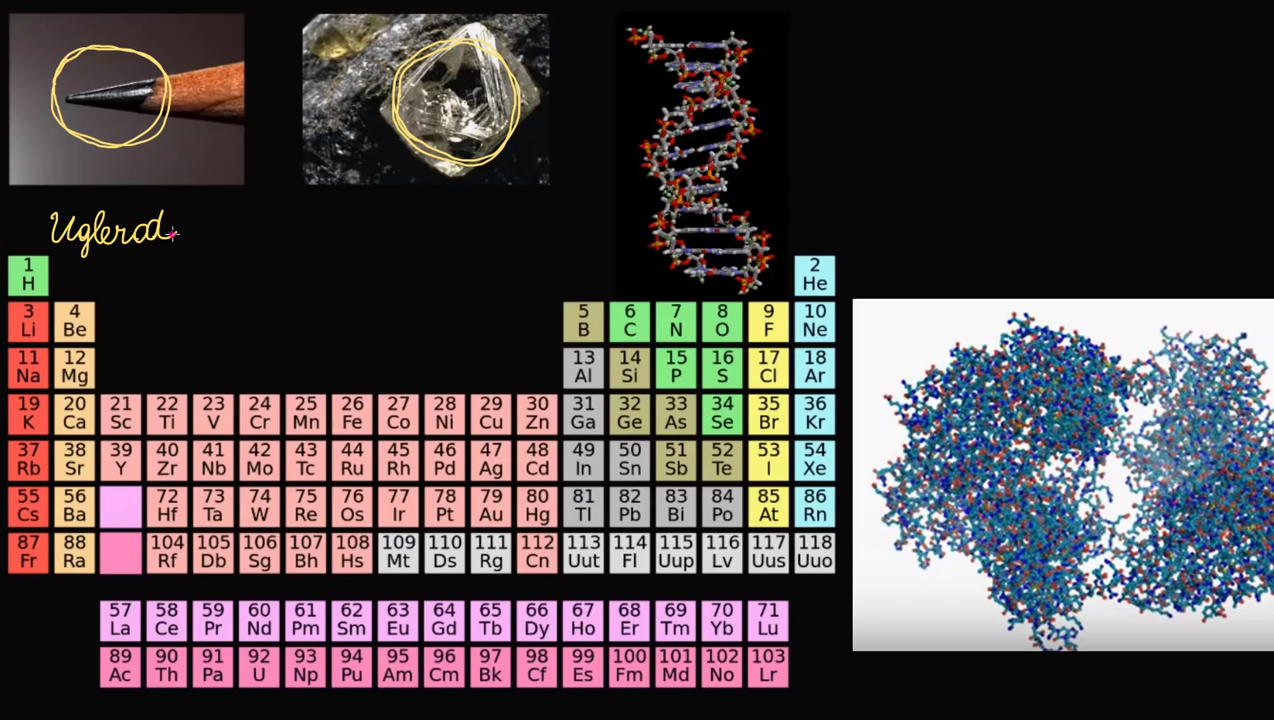 Uglerod
1 H 2 He
3 Li 4 Be 5 B 6 C 7 N 8 O 9 F 10 Ne
11 Na 12 Mg 13 Al 14 Si 15 P 16 S 17 Cl 18 Ar
19 K 20 Ca 21 Sc 22 Ti 23 V 24 Cr 25 Mn 26 Fe 27 Co 28 Ni 29 Cu 30 Zn 31 Ga 32 Ge 33 As 34 Se 35 Br 36 Kr
37 Rb 38 Sr 39 Y 40 Zr 41 Nb 42 Mo 43 Tc 44 Ru 45 Rh 46 Pd 47 Ag 48 Cd 49 In 50 Sn 51 Sb 52 Te 53 I 54 Xe
55 Cs 56 Ba 72 Hf 73 Ta 74 W 75 Re 76 Os 77 Ir 78 Pt 79 Au 80 Hg 81 Tl 82 Pb 83 Bi 84 Po 85 At 86 Rn
87 Fr 88 Ra 104 Rf 105 Db 106 Sg 107 Bh 108 Hs 109 Mt 110 Ds 111 Rg 112 Cn 113 Uut 114 Fl 115 Uup 116 Lv 117 Uus 118 Uuo
57 La 58 Ce 59 Pr 60 Nd 61 Pm 62 Sm 63 Eu 64 Gd 65 Tb 66 Dy 67 Ho 68 Er 69 Tm 70 Yb 71 Lu
89 Ac 90 Th 91 Pa 92 U 93 Np 94 Pu 95 Am 96 Cm 97 Bk 98 Cf 99 Es 100 Fm 101 Md 102 No 103 Lr